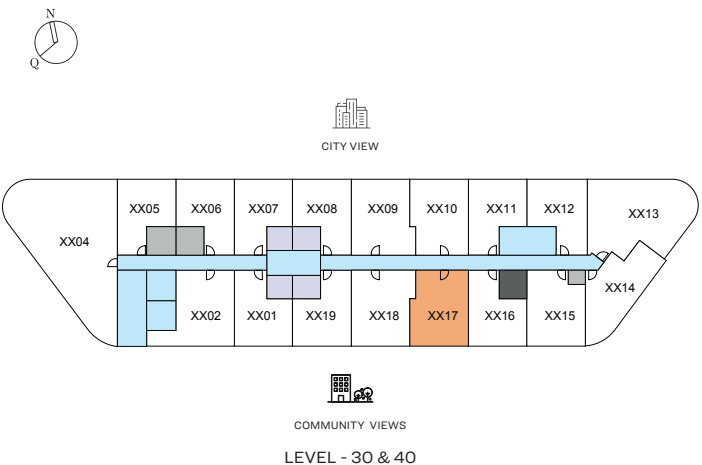 N
Q
CITY VIEW
XX05 XX06 XX07 XX08 XX09 XX10 XX11 XX12 XX13
XX04
XX14
XX02 XX01 XX19 XX18 XX17 XX16 XX15
COMMUNITY VIEWS
LEVEL - 30 & 40